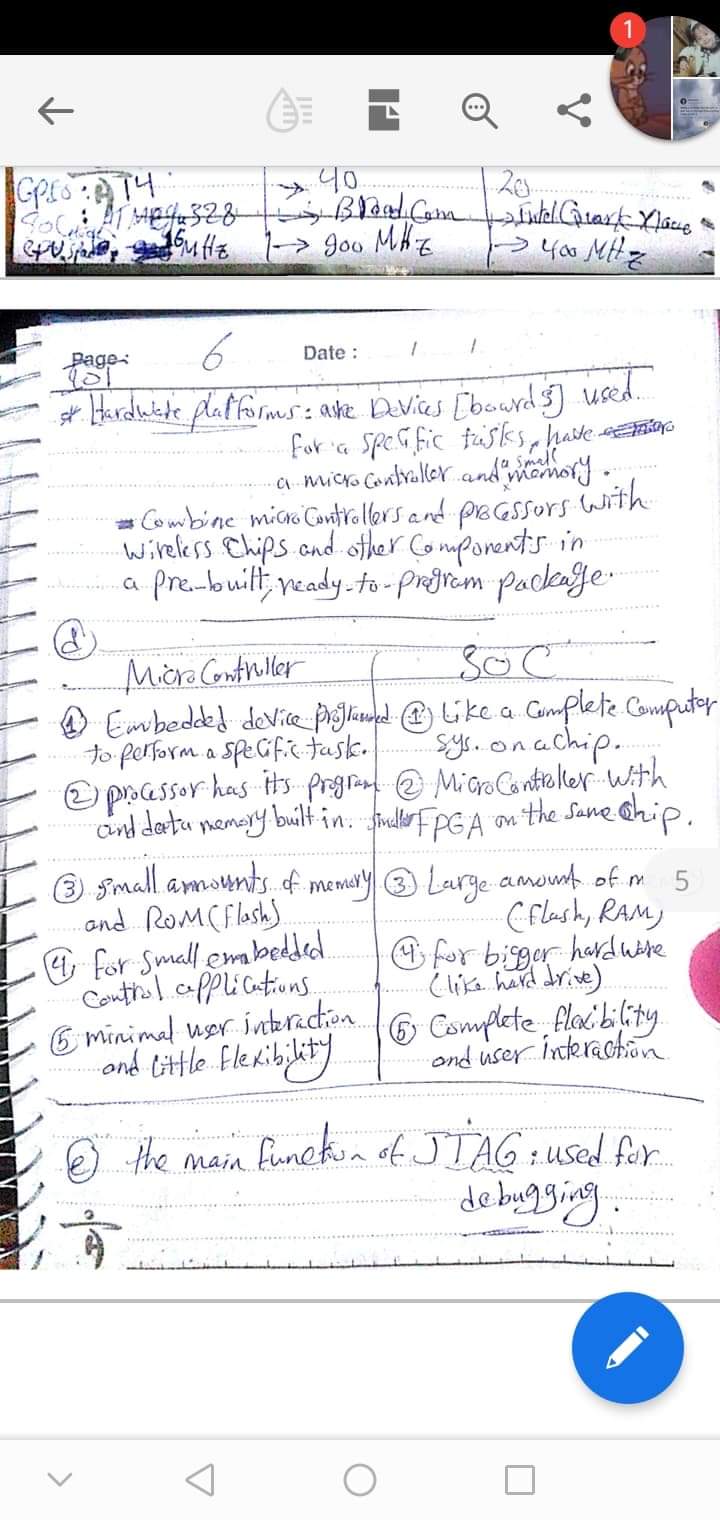 1
GPIO : 14 → 40 20
SoC : ATMega328 → BroadCom → Intel Quark X1000
CPU speed 16 MHz → 900 MHz → 400 MHz
Page: 6 Date : / /
* Hardware platforms: are Devices [boards] used
for a specific tasks, have
a micro Controller and a small memory.
Combine micro Controllers and processors with
wireless Chips and other Components in
a pre-built, ready-to-program package.
d
MicroController SOC
① Embedded device programmed ① Like a Complete Computer
to perform a specific task. sys. on a chip.
② processor has its program ② MicroController with
and data memory built in. smaller FPGA on the same chip.
③ small amounts of memory ③ Large amount of m 5
and ROM (flash) (flash, RAM)
④ for small embedded ④ for bigger hardware
Control applications (like hard drive)
⑤ minimal user interaction ⑤ Complete flexibility
and little flexibility and user interaction
e the main function of JTAG : used for
debugging.